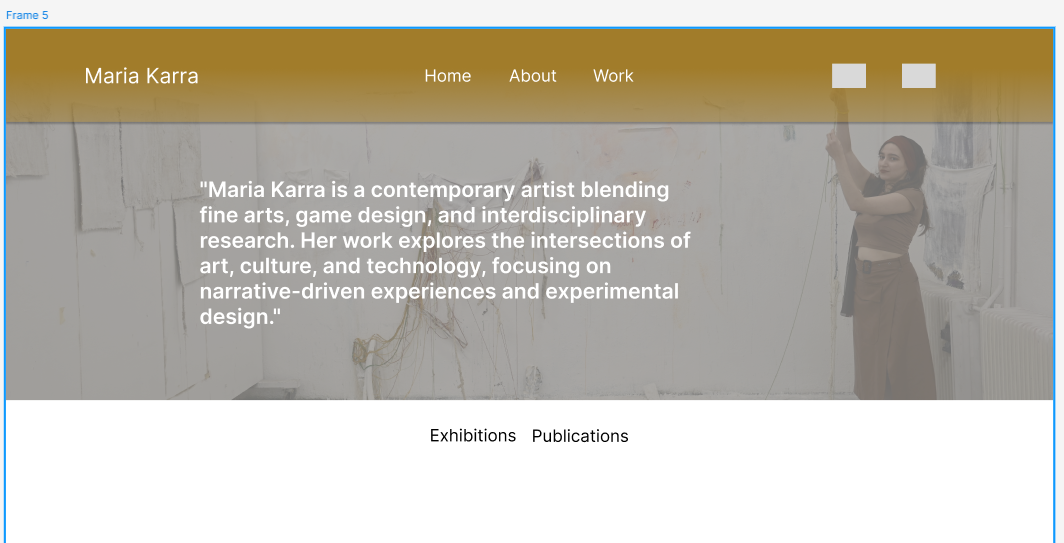 Frame 5
Maria Karra
Home About Work
"Maria Karra is a contemporary artist blending
fine arts, game design, and interdisciplinary
research. Her work explores the intersections of
art, culture, and technology, focusing on
narrative-driven experiences and experimental
design."
Exhibitions Publications